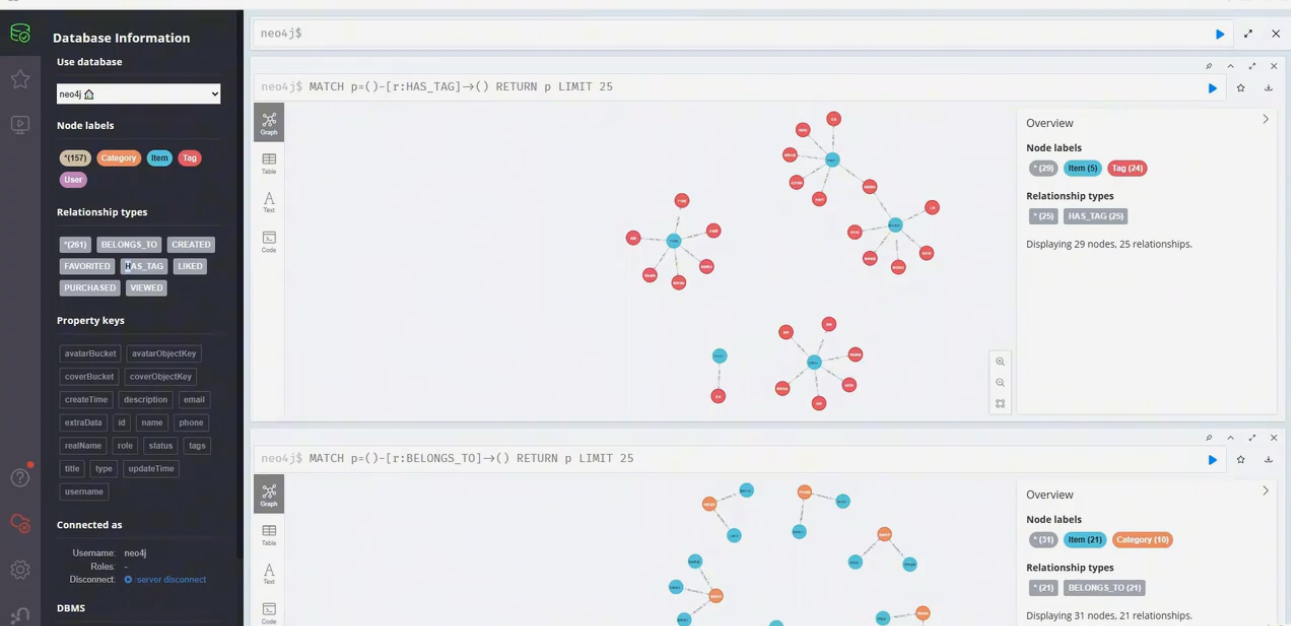 Database Information
Use database
neo4j
Node labels
*(157) Category Item Tag
User
Relationship types
*(261) BELONGS_TO CREATED
FAVORITED HAS_TAG LIKED
PURCHASED VIEWED
Property keys
avatarBucket avatarObjectKey
coverBucket coverObjectKey
createTime description email
extraData id name phone
realName role status tags
title type updateTime
username
Connected as
Username: neo4j
Roles: -
Disconnect: :server disconnect
DBMS
neo4j$
neo4j$ MATCH p=()-[r:HAS_TAG]→() RETURN p LIMIT 25
Graph
Table
Text
Code
Overview
Node labels
* (29) Item (5) Tag (24)
Relationship types
* (25) HAS_TAG (25)
Displaying 29 nodes, 25 relationships.
neo4j$ MATCH p=()-[r:BELONGS_TO]→() RETURN p LIMIT 25
Graph
Table
Text
Code
Overview
Node labels
* (31) Item (21) Category (10)
Relationship types
* (21) BELONGS_TO (21)
Displaying 31 nodes, 21 relationships.